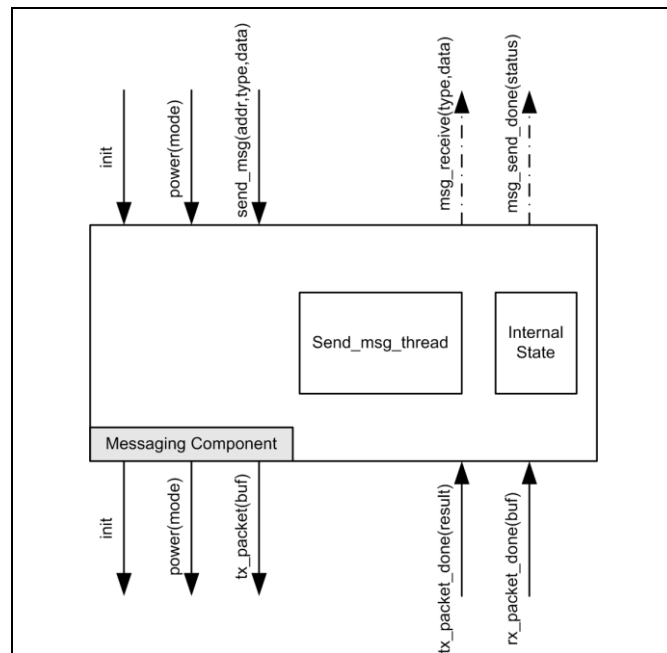 init
power(mode)
send_msg(addr,type,data)
msg_receive(type,data)
msg_send_done(status)
Send_msg_thread
Internal
State
Messaging Component
init
power(mode)
tx_packet(buf)
tx_packet_done(result)
rx_packet_done(buf)